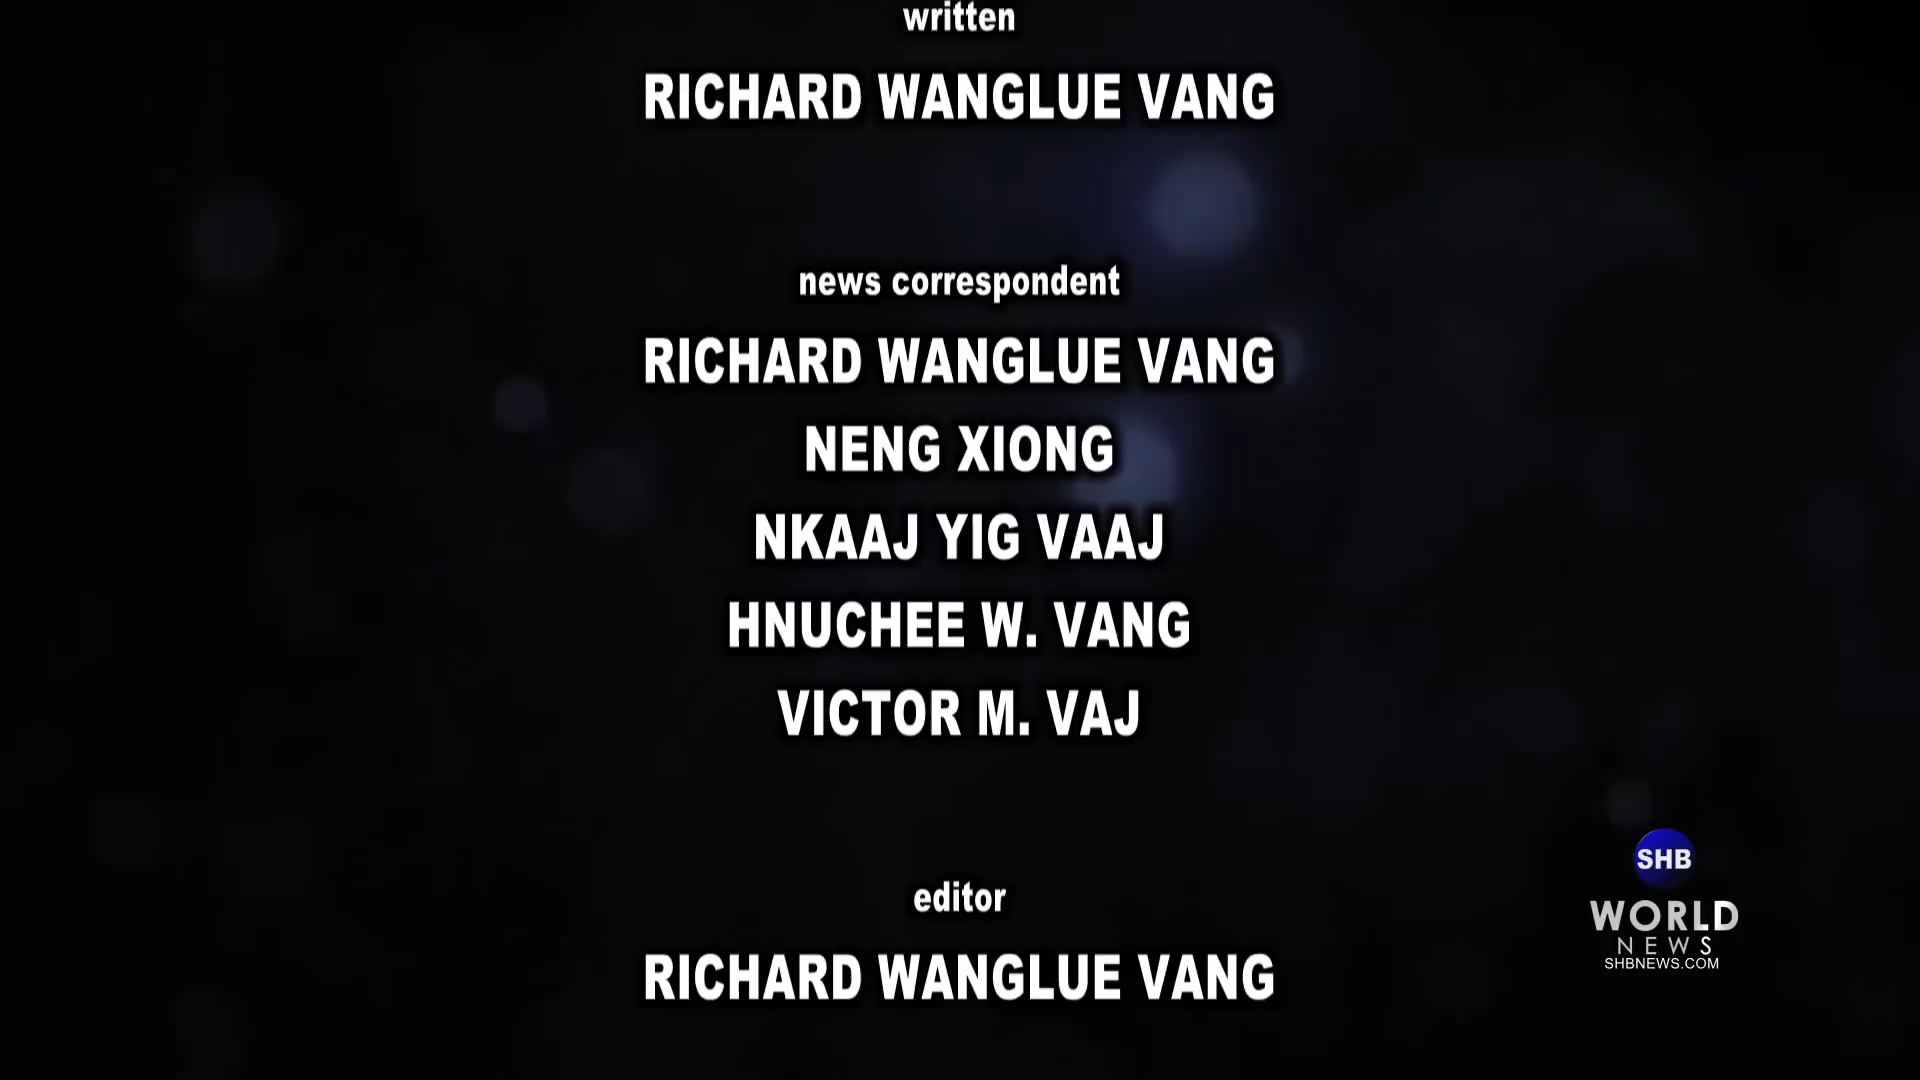 written
RICHARD WANGLUE VANG
news correspondent
RICHARD WANGLUE VANG
NENG XIONG
NKAAJ YIG VAAJ
HNUCHEE W. VANG
VICTOR M. VAJ
editor
RICHARD WANGLUE VANG
SHB
WORLD
NEWS
SHBNEWS.COM